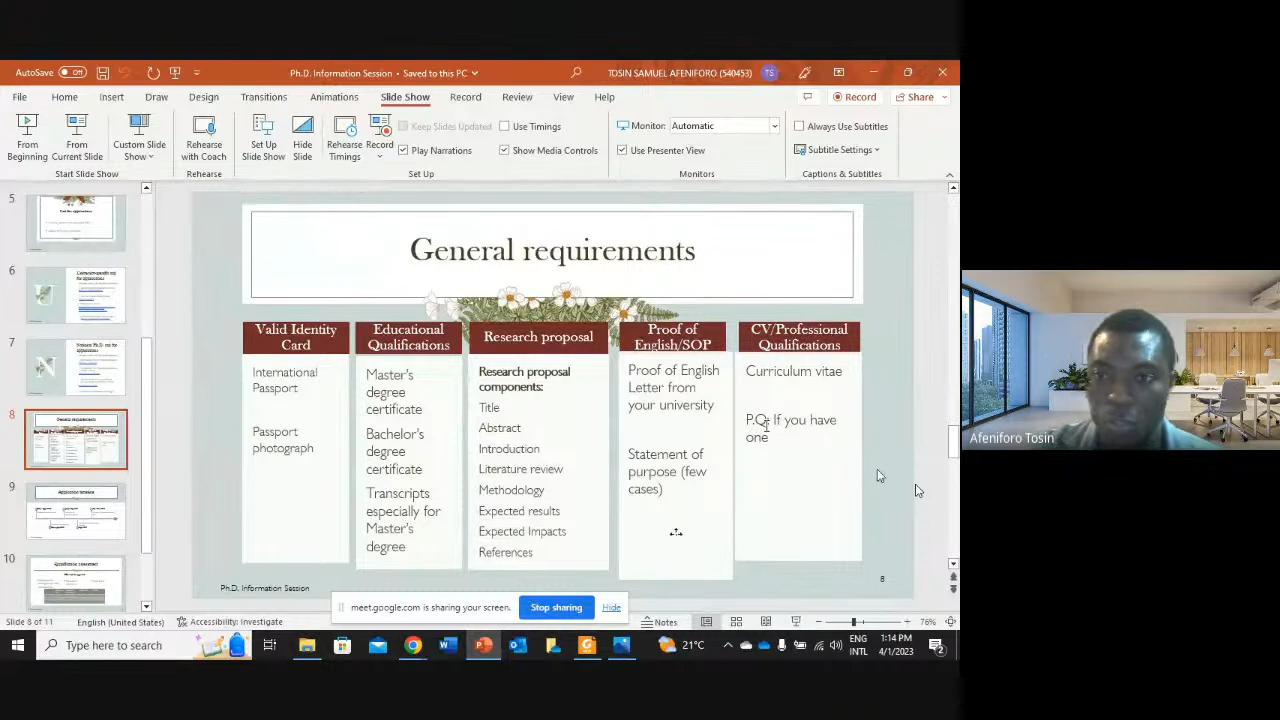 AutoSave Off
Ph.D. Information Session • Saved to this PC
TOSIN SAMUEL AFENIFORO (540453) TS
File Home Insert Draw Design Transitions Animations Slide Show Record Review View Help
Record Share
From Beginning
From Current Slide
Custom Slide Show
Rehearse with Coach
Set Up Slide Show
Hide Slide
Rehearse Timings
Record
Keep Slides Updated
Use Timings
Play Narrations
Show Media Controls
Monitor: Automatic
Use Presenter View
Always Use Subtitles
Subtitle Settings
Start Slide Show
Rehearse
Set Up
Monitors
Captions & Subtitles
5
6
7
8
9
10
General requirements
Valid Identity
Card
International
Passport
Passport
photograph
Educational
Qualifications
Master's
degree
certificate
Bachelor's
degree
certificate
Transcripts
especially for
Master's
degree
Research proposal
Research proposal
components:
Title
Abstract
Introduction
Literature review
Methodology
Expected results
Expected Impacts
References
Proof of
English/SOP
Proof of English
Letter from
your university
Statement of
purpose (few
cases)
CV/Professional
Qualifications
Curriculum vitae
P.Q: If you have
one
Ph.D. Information Session
8
meet.google.com is sharing your screen. Stop sharing Hide
Slide 8 of 11 English (United States) Accessibility: Investigate Notes 76%
Type here to search
21°C
ENG
INTL
1:14 PM
4/1/2023
2
Afeniforo Tosin